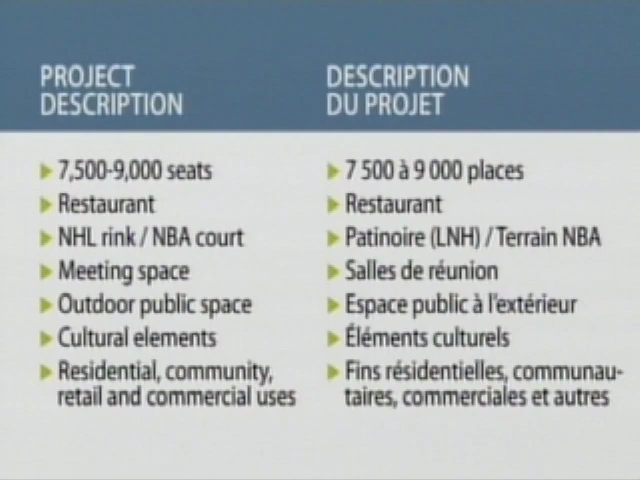 PROJECT
DESCRIPTION
7,500-9,000 seats
Restaurant
NHL rink / NBA court
Meeting space
Outdoor public space
Cultural elements
Residential, community,
retail and commercial uses
DESCRIPTION
DU PROJET
7 500 à 9 000 places
Restaurant
Patinoire (LNH) / Terrain NBA
Salles de réunion
Espace public à l'extérieur
Éléments culturels
Fins résidentielles, communau-
taires, commerciales et autres